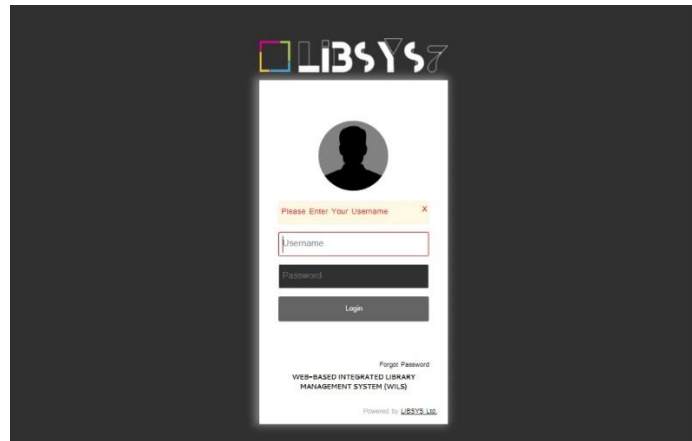 LiBSYS7
Please Enter Your Username X
Username
Password
Login
Forgot Password
WEB-BASED INTEGRATED LIBRARY
MANAGEMENT SYSTEM (WILS)
Powered by LIBSYS Ltd.